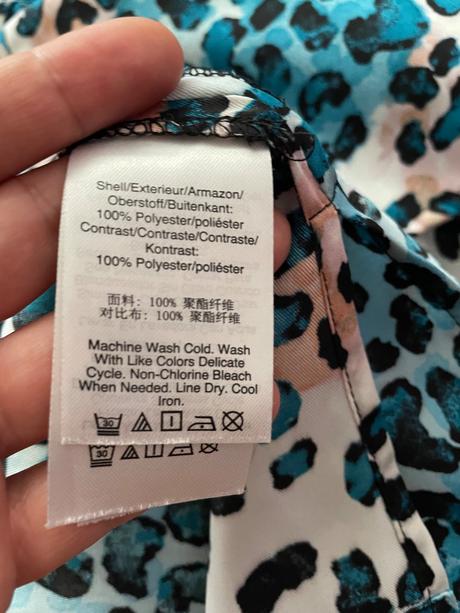 Shell/Exterieur/Armazon/
Oberstoff/Buitenkant:
100% Polyester/poliéster
Contrast/Contraste/Contraste/
Kontrast:
100% Polyester/poliéster
面料: 100% 聚酯纤维
对比布: 100% 聚酯纤维
Machine Wash Cold. Wash
With Like Colors Delicate
Cycle. Non-Chlorine Bleach
When Needed. Line Dry. Cool
Iron.
30
30